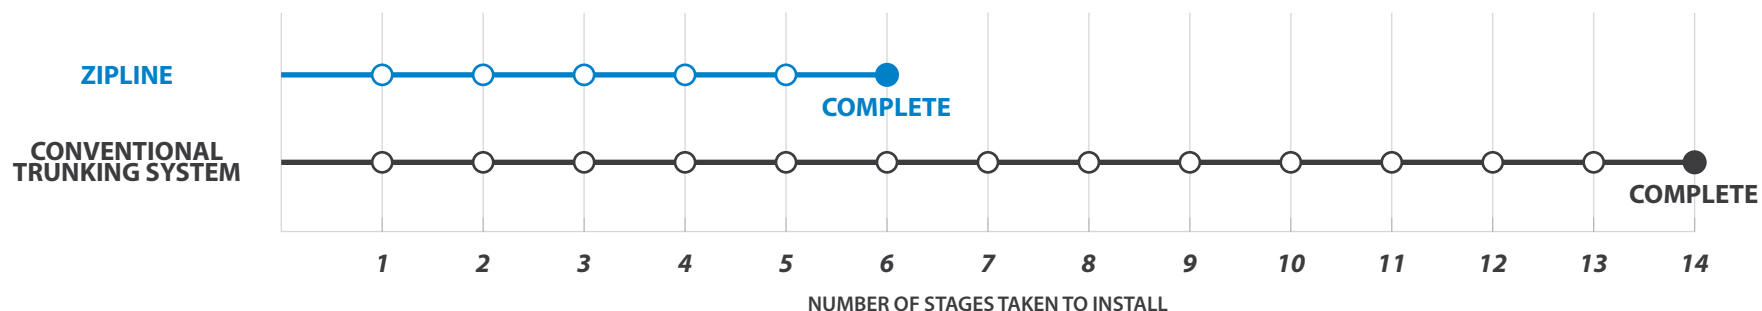 ZIPLINE
COMPLETE
CONVENTIONAL
TRUNKING SYSTEM
COMPLETE
1 2 3 4 5 6 7 8 9 10 11 12 13 14
NUMBER OF STAGES TAKEN TO INSTALL